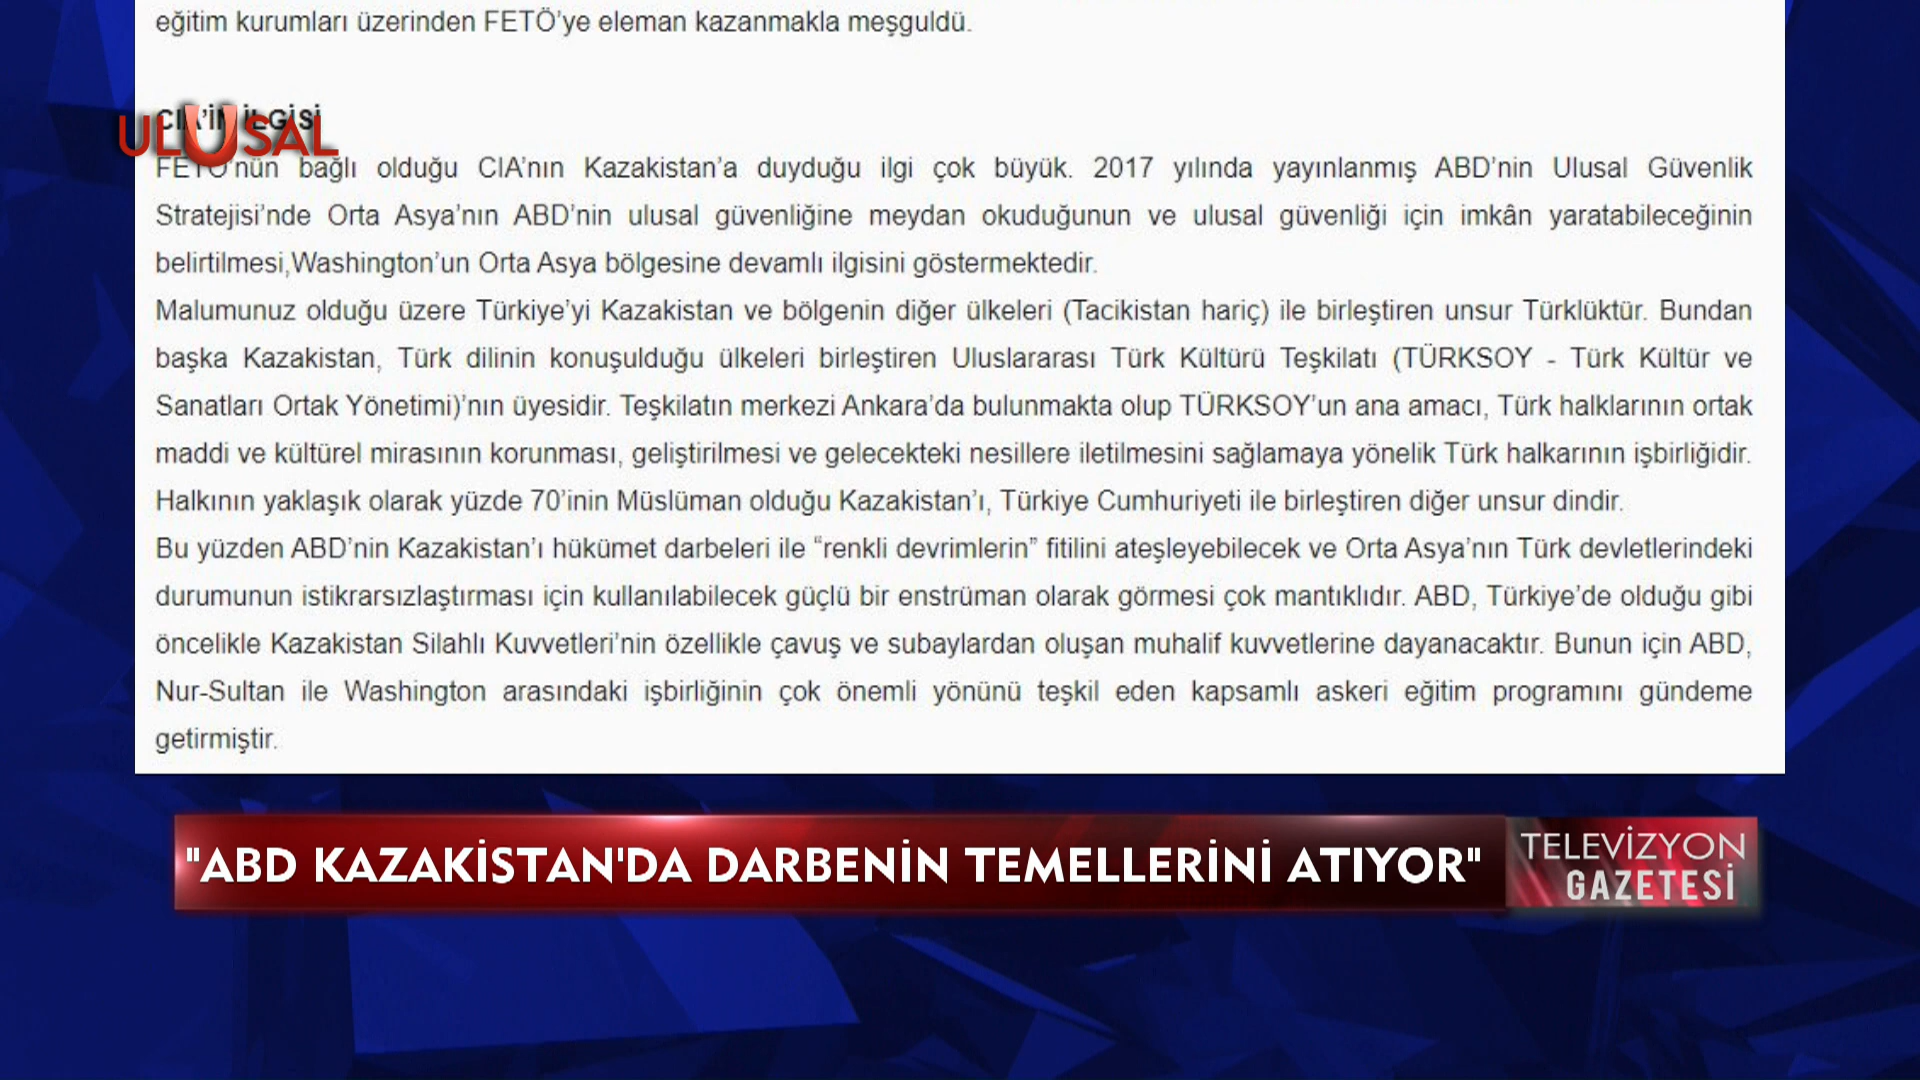 eğitim kurumları üzerinden FETÖ’ye eleman kazanmakla meşguldü.
CIA’İN İLGİSİ
ULUSAL
FETÖ’nün bağlı olduğu CIA’nın Kazakistan’a duyduğu ilgi çok büyük. 2017 yılında yayınlanmış ABD’nin Ulusal Güvenlik
Stratejisi’nde Orta Asya’nın ABD’nin ulusal güvenliğine meydan okuduğunun ve ulusal güvenliği için imkân yaratabileceğinin
belirtilmesi,Washington’un Orta Asya bölgesine devamlı ilgisini göstermektedir.
Malumunuz olduğu üzere Türkiye’yi Kazakistan ve bölgenin diğer ülkeleri (Tacikistan hariç) ile birleştiren unsur Türklüktür. Bundan
başka Kazakistan, Türk dilinin konuşulduğu ülkeleri birleştiren Uluslararası Türk Kültürü Teşkilatı (TÜRKSOY - Türk Kültür ve
Sanatları Ortak Yönetimi)’nın üyesidir. Teşkilatın merkezi Ankara’da bulunmakta olup TÜRKSOY’un ana amacı, Türk halklarının ortak
maddi ve kültürel mirasının korunması, geliştirilmesi ve gelecekteki nesillere iletilmesini sağlamaya yönelik Türk halkarının işbirliğidir.
Halkının yaklaşık olarak yüzde 70’inin Müslüman olduğu Kazakistan’ı, Türkiye Cumhuriyeti ile birleştiren diğer unsur dindir.
Bu yüzden ABD’nin Kazakistan’ı hükümet darbeleri ile “renkli devrimlerin” fitilini ateşleyebilecek ve Orta Asya’nın Türk devletlerindeki
durumunun istikrarsızlaştırması için kullanılabilecek güçlü bir enstrüman olarak görmesi çok mantıklıdır. ABD, Türkiye’de olduğu gibi
öncelikle Kazakistan Silahlı Kuvvetleri’nin özellikle çavuş ve subaylardan oluşan muhalif kuvvetlerine dayanacaktır. Bunun için ABD,
Nur-Sultan ile Washington arasındaki işbirliğinin çok önemli yönünü teşkil eden kapsamlı askeri eğitim programını gündeme
getirmiştir.
"ABD KAZAKİSTAN'DA DARBENİN TEMELLERİNİ ATIYOR"
TELEVİZYON
GAZETESİ